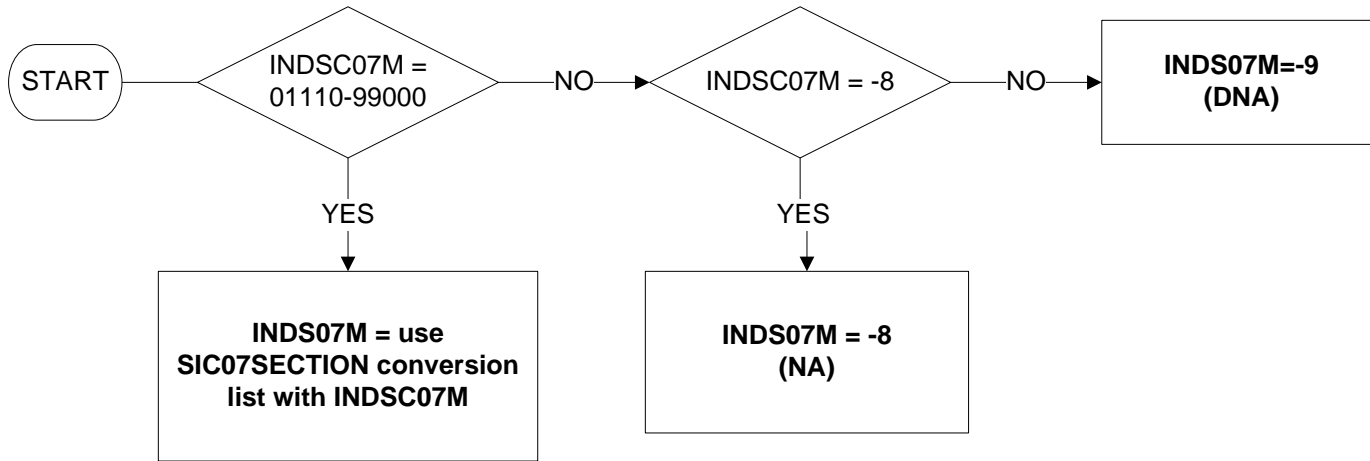 START
INDSC07M =
01110-99000
NO
INDSC07M = -8
NO
INDS07M=-9
(DNA)
YES
YES
INDS07M = use
SIC07SECTION conversion
list with INDSC07M
INDS07M = -8
(NA)